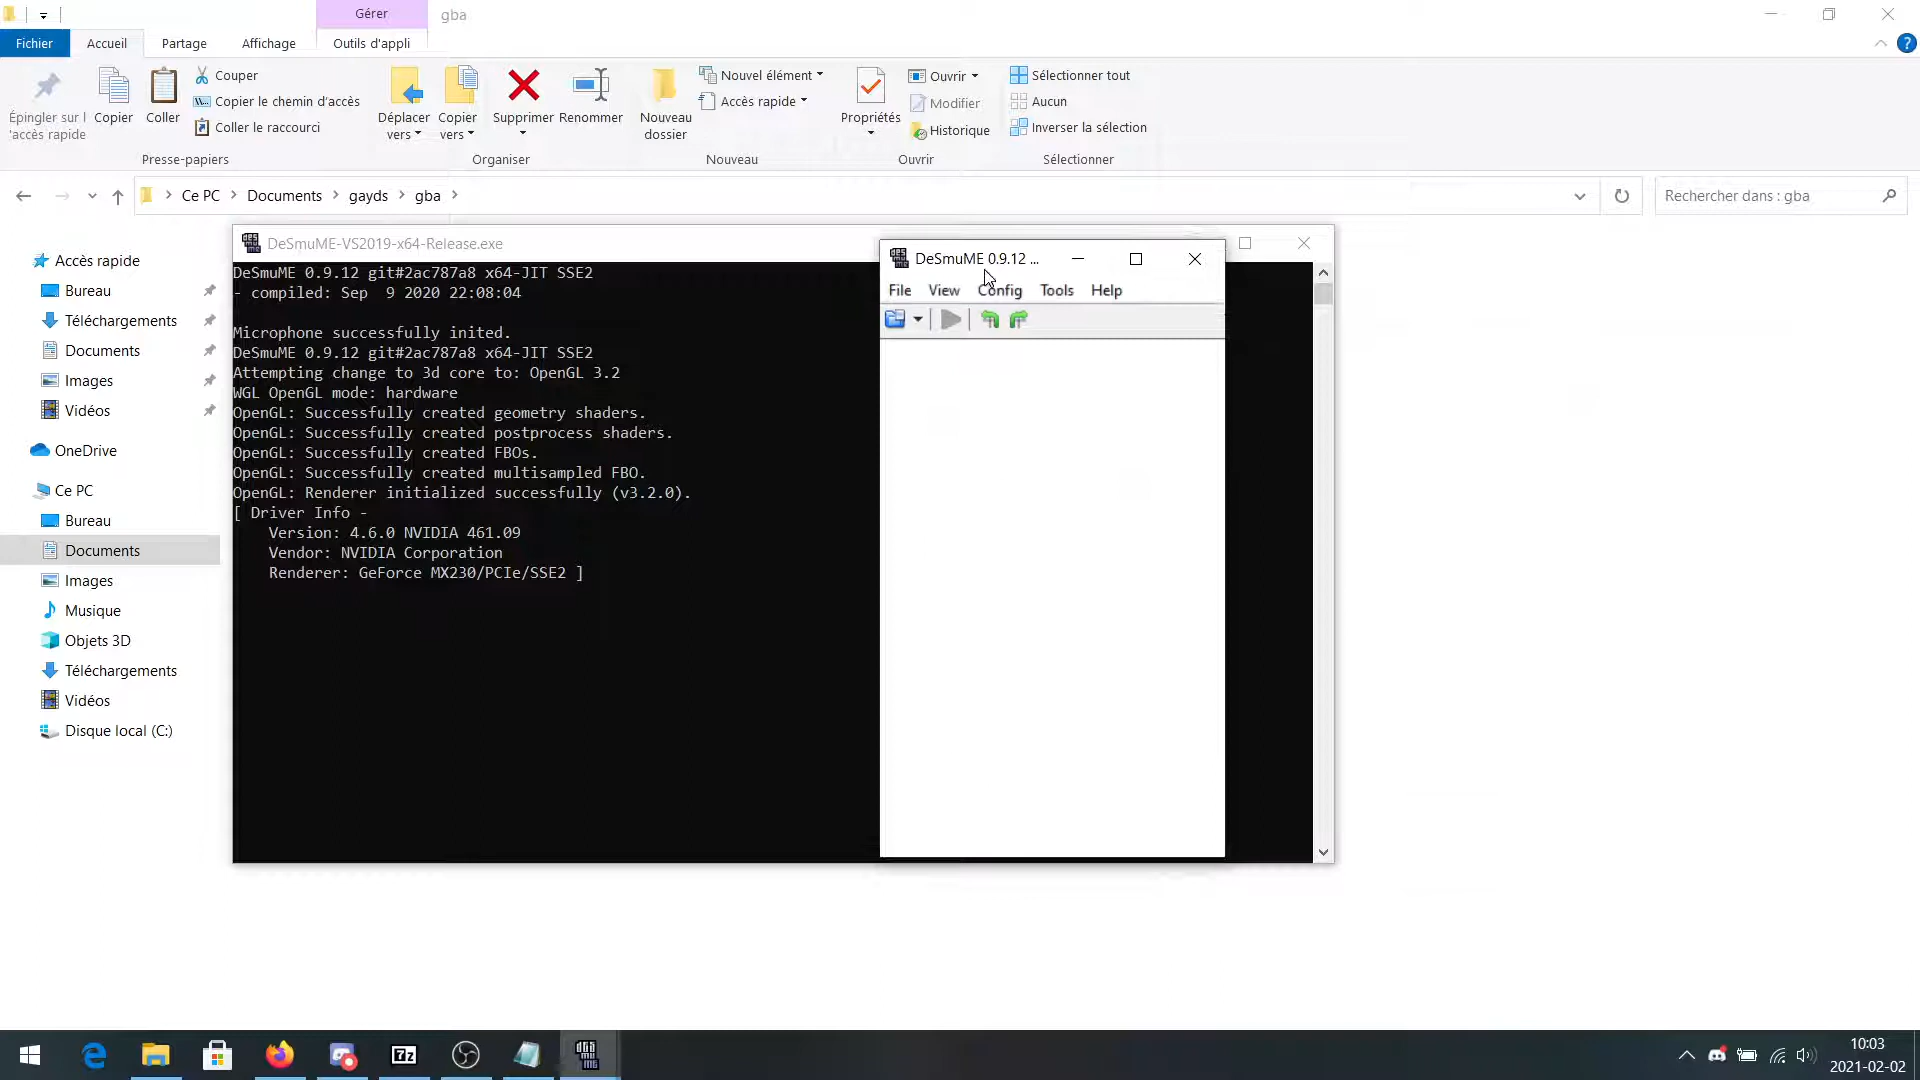 Gérer
gba
Fichier
Accueil
Partage
Affichage
Outils d'appli
Épingler sur l
'accès rapide
Copier
Coller
Couper
Copier le chemin d'accès
Coller le raccourci
Presse-papiers
Déplacer
vers
Copier
vers
Supprimer
Renommer
Organiser
Nouveau
dossier
Nouvel élément
Accès rapide
Nouveau
Propriétés
Ouvrir
Modifier
Historique
Ouvrir
Sélectionner tout
Aucun
Inverser la sélection
Sélectionner
Ce PC
Documents
gayds
gba
Rechercher dans : gba
Accès rapide
Bureau
Téléchargements
Documents
Images
Vidéos
OneDrive
Ce PC
Bureau
Documents
Images
Musique
Objets 3D
Téléchargements
Vidéos
Disque local (C:)
DeSmuME-VS2019-x64-Release.exe
DeSmuME 0.9.12 git#2ac787a8 x64-JIT SSE2
- compiled: Sep  9 2020 22:08:04
Microphone successfully inited.
DeSmuME 0.9.12 git#2ac787a8 x64-JIT SSE2
Attempting change to 3d core to: OpenGL 3.2
WGL OpenGL mode: hardware
OpenGL: Successfully created geometry shaders.
OpenGL: Successfully created postprocess shaders.
OpenGL: Successfully created FBOs.
OpenGL: Successfully created multisampled FBO.
OpenGL: Renderer initialized successfully (v3.2.0).
[ Driver Info -
Version: 4.6.0 NVIDIA 461.09
Vendor: NVIDIA Corporation
Renderer: GeForce MX230/PCIe/SSE2 ]
DeSmuME 0.9.12 ...
File View Config Tools Help
7z
10:03
2021-02-02